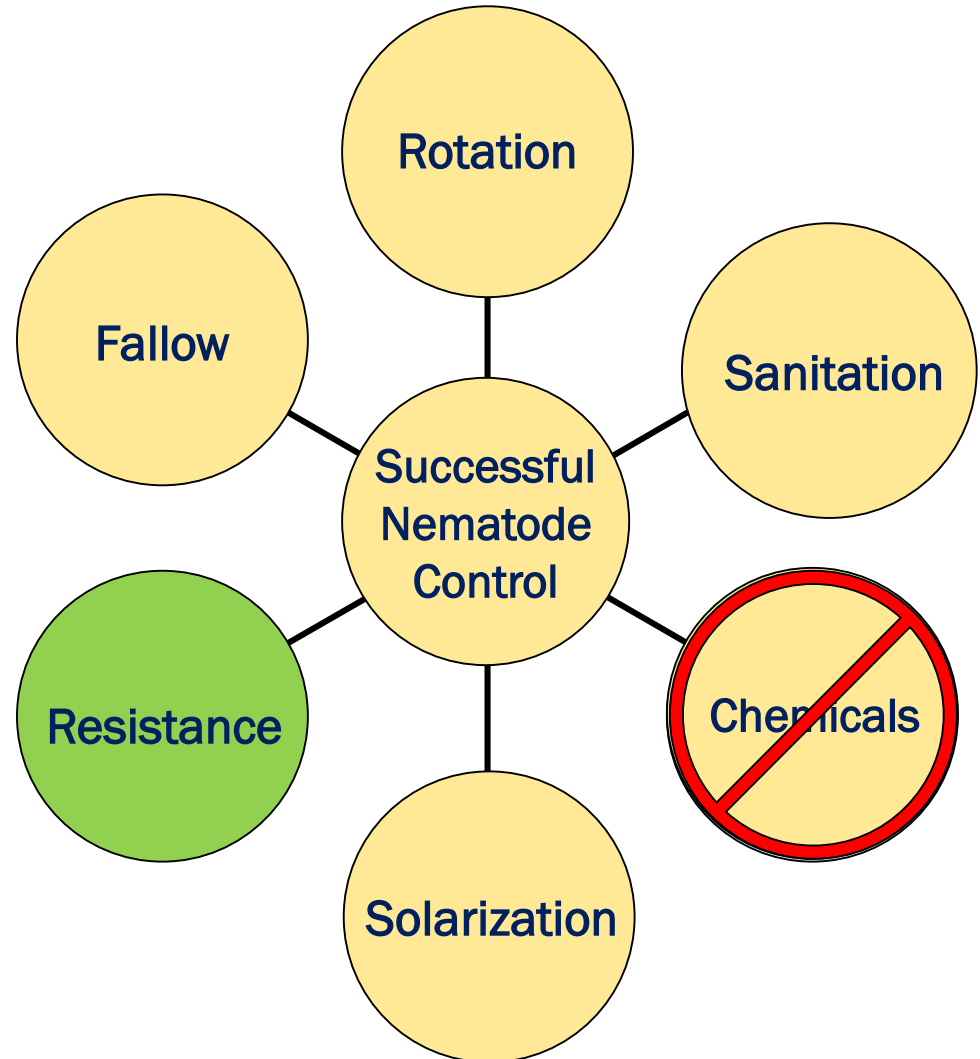 Rotation
Fallow
Sanitation
Successful
Nematode
Control
Resistance
Chemicals
Solarization